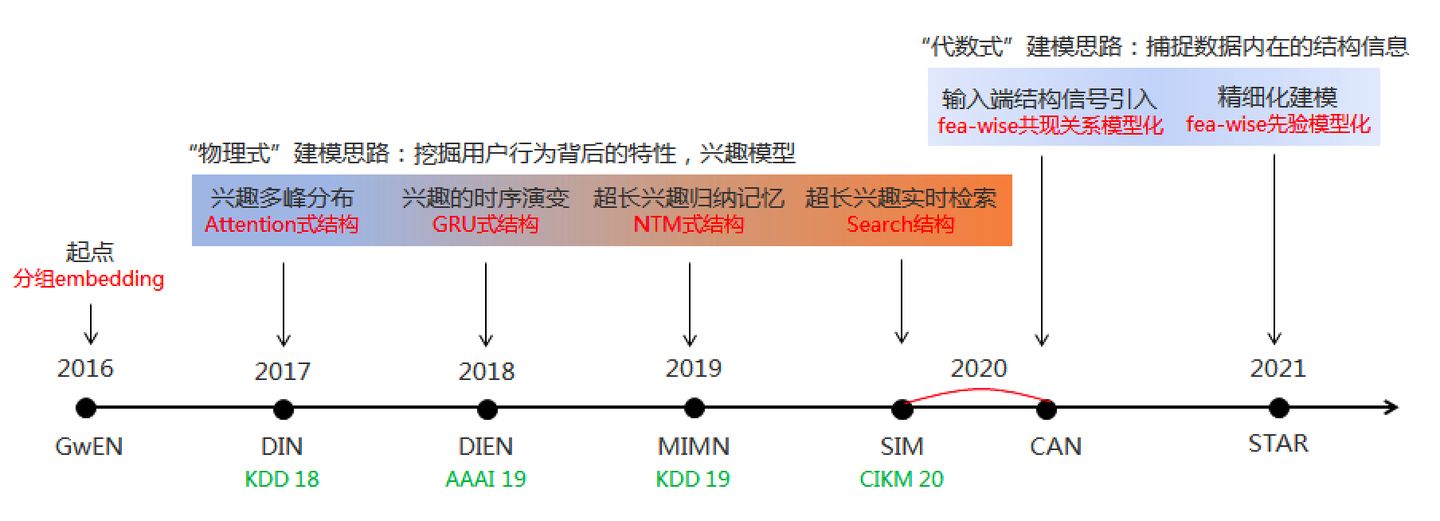 “代数式”建模思路：捕捉数据内在的结构信息
输入端结构信号引入
fea-wise共现关系模型化
精细化建模
fea-wise先验模型化
“物理式”建模思路：挖掘用户行为背后的特性，兴趣模型
兴趣多峰分布
Attention式结构
兴趣的时序演变
GRU式结构
超长兴趣归纳记忆
NTM式结构
超长兴趣实时检索
Search结构
起点
分组embedding
2016
2017
2018
2019
2020
2021
GwEN
DIN
DIEN
MIMN
SIM
CAN
STAR
KDD 18
AAAI 19
KDD 19
CIKM 20